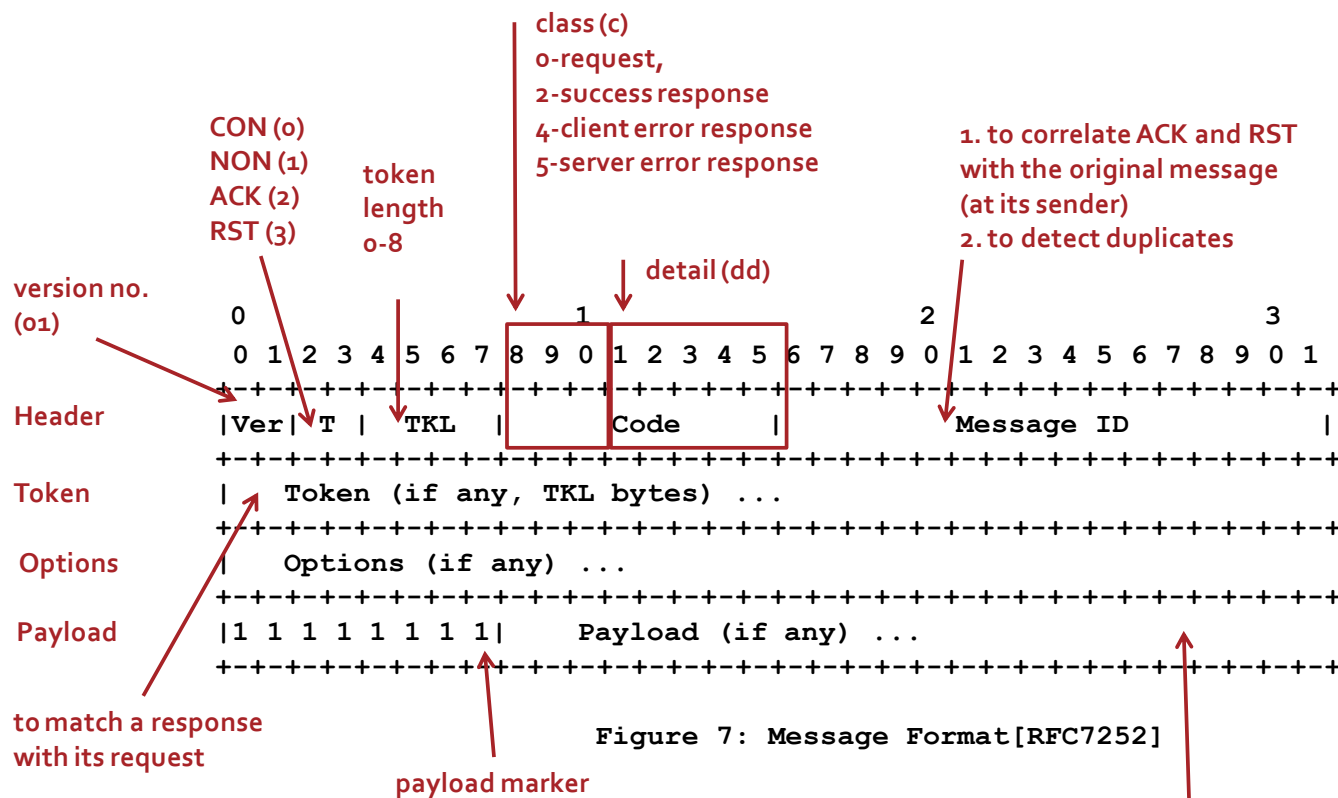 class (c)
0-request,
2-success response
4-client error response
5-server error response
CON (0)
NON (1)
ACK (2)
RST (3)
token
length
0-8
1. to correlate ACK and RST
with the original message
(at its sender)
2. to detect duplicates
detail (dd)
version no.
(01)
0 1 2 3
0 1 2 3 4 5 6 7 8 9 0 1 2 3 4 5 6 7 8 9 0 1 2 3 4 5 6 7 8 9 0 1
+-+-+-+-+-+-+-+-+-+-+-+-+-+-+-+-+-+-+-+-+-+-+-+-+-+-+-+-+-+-+-+-+
Header |Ver| T | TKL | Code | Message ID |
+-+-+-+-+-+-+-+-+-+-+-+-+-+-+-+-+-+-+-+-+-+-+-+-+-+-+-+-+-+-+-+-+
Token | Token (if any, TKL bytes) ...
+-+-+-+-+-+-+-+-+-+-+-+-+-+-+-+-+-+-+-+-+-+-+-+-+-+-+-+-+-+-+-+-+
Options | Options (if any) ...
+-+-+-+-+-+-+-+-+-+-+-+-+-+-+-+-+-+-+-+-+-+-+-+-+-+-+-+-+-+-+-+-+
Payload |1 1 1 1 1 1 1 1| Payload (if any) ...
+-+-+-+-+-+-+-+-+-+-+-+-+-+-+-+-+-+-+-+-+-+-+-+-+-+-+-+-+-+-+-+-+
to match a response
with its request
Figure 7: Message Format[RFC7252]
payload marker